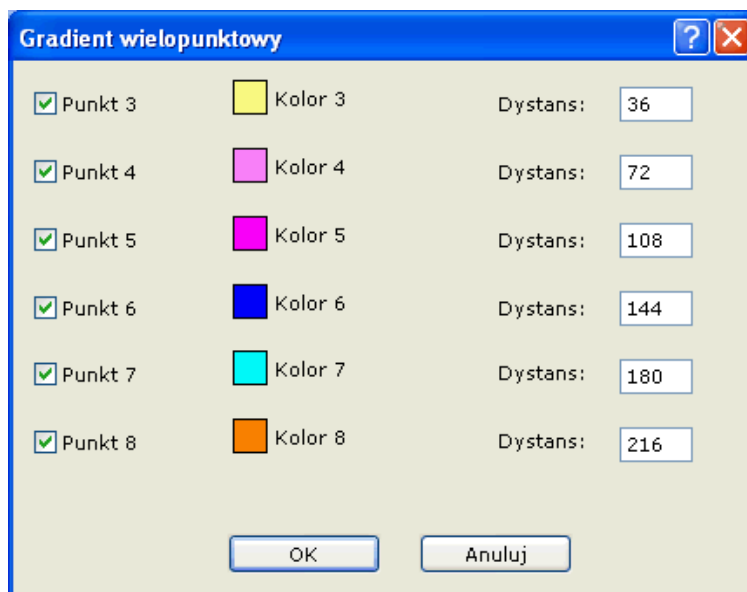 Gradient wielopunktowy
Punkt 3 Kolor 3 Dystans: 36
Punkt 4 Kolor 4 Dystans: 72
Punkt 5 Kolor 5 Dystans: 108
Punkt 6 Kolor 6 Dystans: 144
Punkt 7 Kolor 7 Dystans: 180
Punkt 8 Kolor 8 Dystans: 216
OK Anuluj